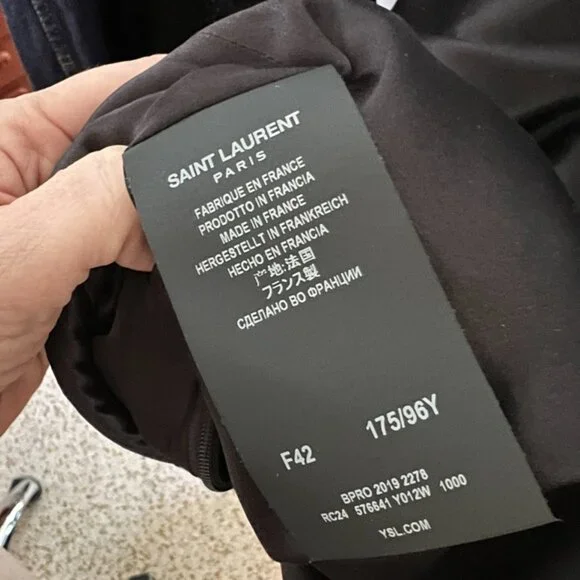 SAINT LAURENT
PARIS
FABRIQUE EN FRANCE
PRODOTTO IN FRANCIA
MADE IN FRANCE
HERGESTELLT IN FRANKREICH
HECHO EN FRANCIA
产地:法国
フランス製
СДЕЛАНО ВО ФРАНЦИИ
F42 175/96Y
BPRO 2019 2278
RC24 576641 Y012W 1000
YSL.COM